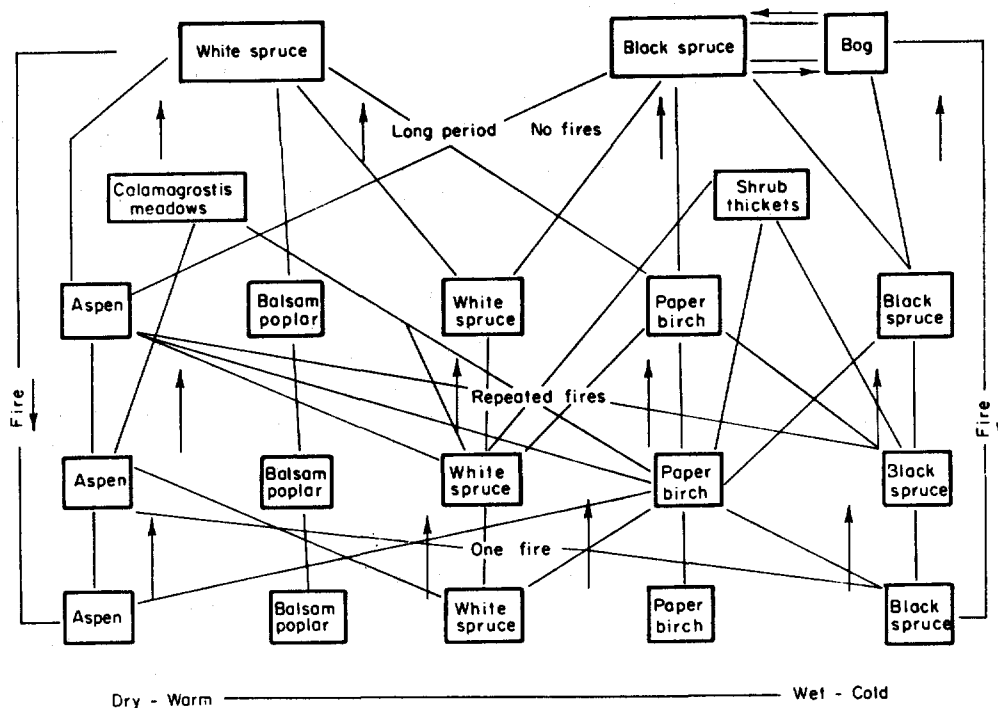 White spruce
Black spruce
Bog
Long period No fires
Calamagrostis
meadows
Shrub
thickets
Aspen
Balsam
poplar
White
spruce
Paper
birch
Black
spruce
Fire
Repeated fires
Fire
Aspen
Balsam
poplar
White
spruce
Paper
birch
Black
spruce
One fire
Aspen
Balsam
poplar
White
spruce
Paper
birch
Black
spruce
Dry - Warm
Wet - Cold